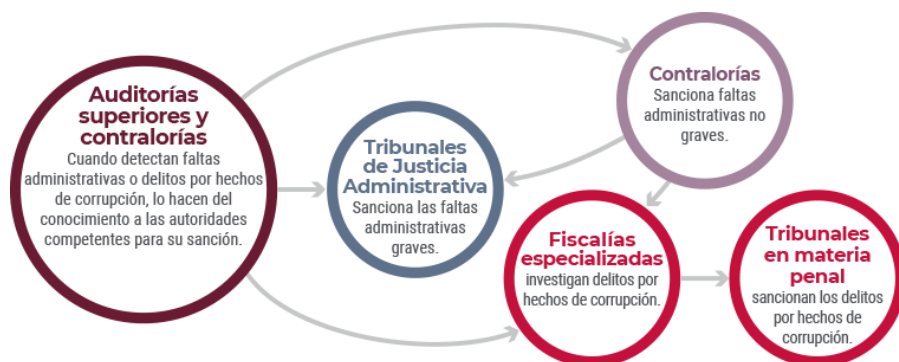 Auditorías
superiores y
contralorías
Cuando detectan faltas
administrativas o delitos por hechos
de corrupción, lo hacen del
conocimiento a las autoridades
competentes para su sanción.
Tribunales
de Justicia
Administrativa
Sanciona las faltas
administrativas
graves.
Contralorías
Sanciona faltas
administrativas no
graves.
Fiscalías
especializadas
investigan delitos por
hechos de corrupción.
Tribunales
en materia
penal
sancionan los delitos
por hechos de
corrupción.